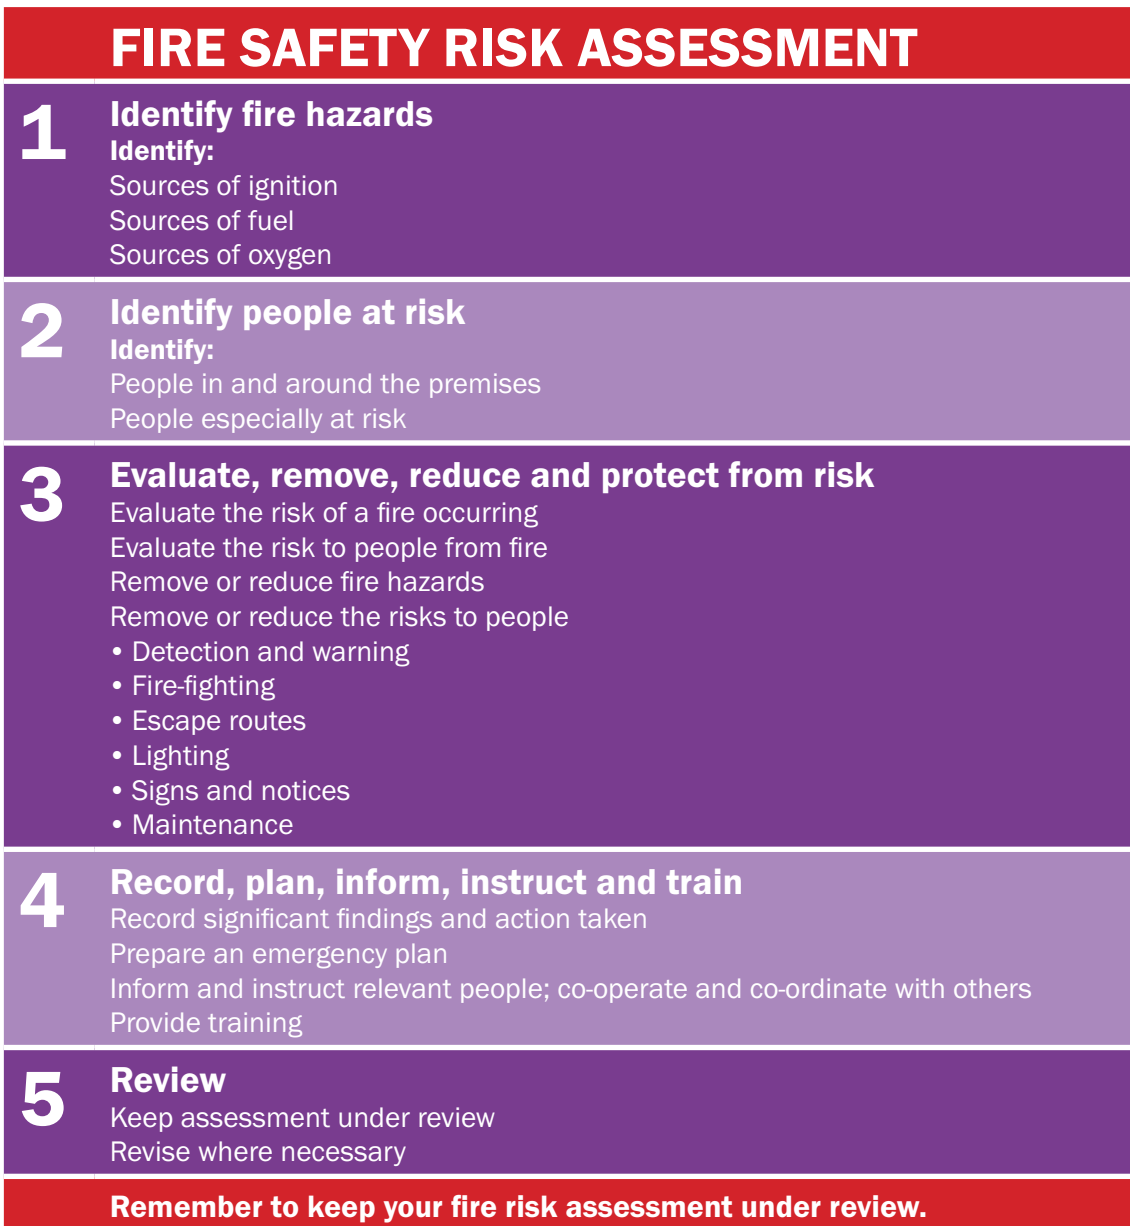 FIRE SAFETY RISK ASSESSMENT
1
Identify fire hazards
Identify:
Sources of ignition
Sources of fuel
Sources of oxygen
2
Identify people at risk
Identify:
People in and around the premises
People especially at risk
3
Evaluate, remove, reduce and protect from risk
Evaluate the risk of a fire occurring
Evaluate the risk to people from fire
Remove or reduce fire hazards
Remove or reduce the risks to people
• Detection and warning
• Fire-fighting
• Escape routes
• Lighting
• Signs and notices
• Maintenance
4
Record, plan, inform, instruct and train
Record significant findings and action taken
Prepare an emergency plan
Inform and instruct relevant people; co-operate and co-ordinate with others
Provide training
5
Review
Keep assessment under review
Revise where necessary
Remember to keep your fire risk assessment under review.